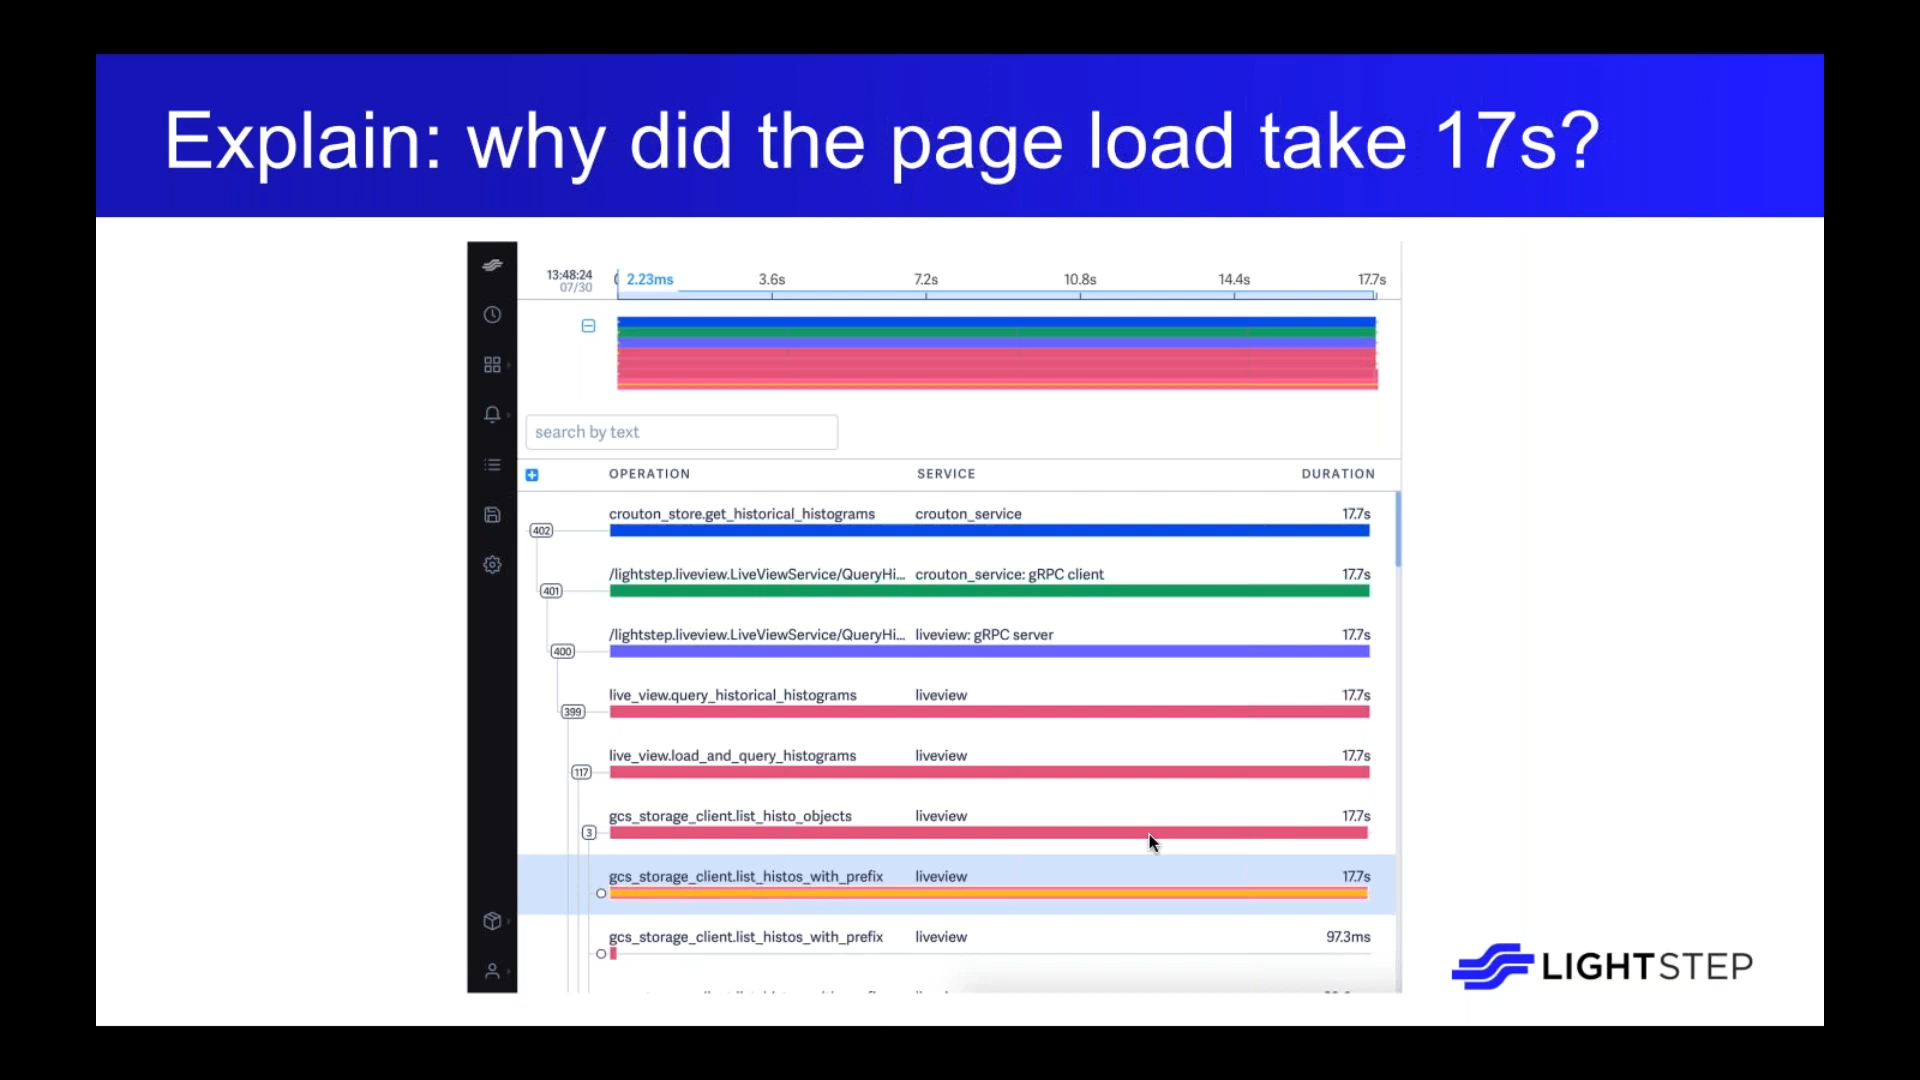 Explain: why did the page load take 17s?
13:48:24
07/30
2.23ms 3.6s 7.2s 10.8s 14.4s 17.7s
search by text
OPERATION SERVICE DURATION
crouton_store.get_historical_histograms crouton_service 17.7s
402
/lightstep.liveview.LiveViewService/QueryHi... crouton_service: gRPC client 17.7s
401
/lightstep.liveview.LiveViewService/QueryHi... liveview: gRPC server 17.7s
400
live_view.query_historical_histograms liveview 17.7s
399
live_view.load_and_query_histograms liveview 17.7s
117
gcs_storage_client.list_histo_objects liveview 17.7s
3
gcs_storage_client.list_histos_with_prefix liveview 17.7s
gcs_storage_client.list_histos_with_prefix liveview 97.3ms
LIGHTSTEP